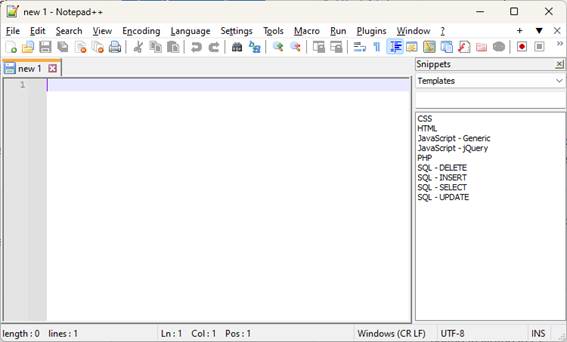 new 1 - Notepad++
File Edit Search View Encoding Language Settings Tools Macro Run Plugins Window ?
new 1
Snippets
Templates
1
CSS
HTML
JavaScript - Generic
JavaScript - jQuery
PHP
SQL - DELETE
SQL - INSERT
SQL - SELECT
SQL - UPDATE
length : 0 lines : 1 Ln : 1 Col : 1 Pos : 1 Windows (CR LF) UTF-8 INS